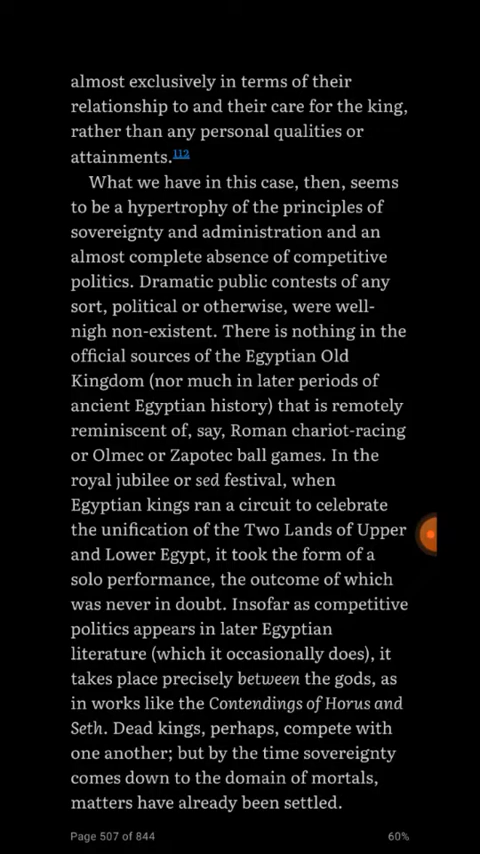 almost exclusively in terms of their
relationship to and their care for the king,
rather than any personal qualities or
attainments.112
What we have in this case, then, seems
to be a hypertrophy of the principles of
sovereignty and administration and an
almost complete absence of competitive
politics. Dramatic public contests of any
sort, political or otherwise, were well-
nigh non-existent. There is nothing in the
official sources of the Egyptian Old
Kingdom (nor much in later periods of
ancient Egyptian history) that is remotely
reminiscent of, say, Roman chariot-racing
or Olmec or Zapotec ball games. In the
royal jubilee or sed festival, when
Egyptian kings ran a circuit to celebrate
the unification of the Two Lands of Upper
and Lower Egypt, it took the form of a
solo performance, the outcome of which
was never in doubt. Insofar as competitive
politics appears in later Egyptian
literature (which it occasionally does), it
takes place precisely between the gods, as
in works like the Contendings of Horus and
Seth. Dead kings, perhaps, compete with
one another; but by the time sovereignty
comes down to the domain of mortals,
matters have already been settled.
Page 507 of 844 60%